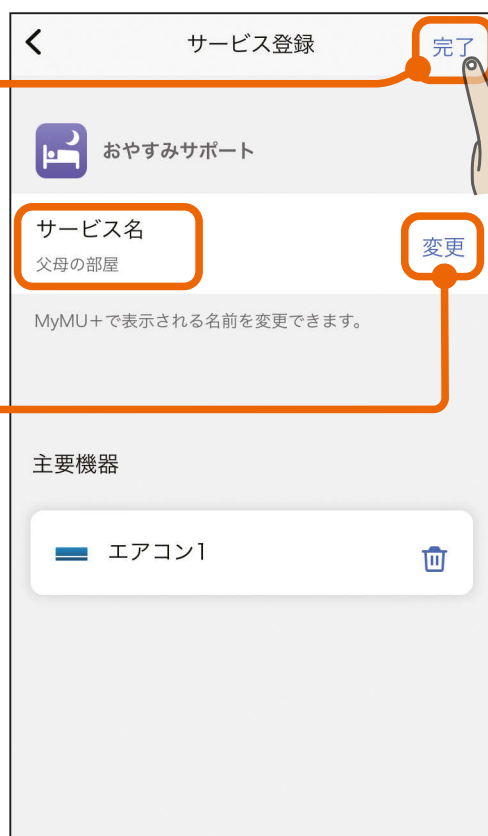 サービス登録
完了
おやすみサポート
サービス名
父母の部屋
変更
MyMU+で表示される名前を変更できます。
主要機器
エアコン1